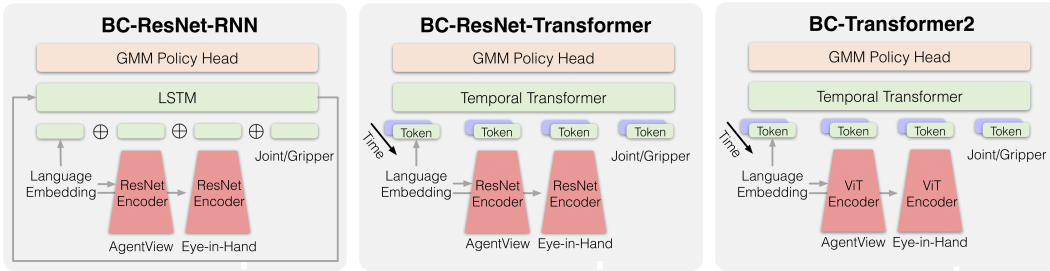 BC-ResNet-RNN
GMM Policy Head
LSTM
Language
Embedding
ResNet
Encoder
ResNet
Encoder
Joint/Gripper
AgentView
Eye-in-Hand
BC-ResNet-Transformer
GMM Policy Head
Temporal Transformer
Time
Token
Token
Token
Token
Language
Embedding
ResNet
Encoder
ResNet
Encoder
Joint/Gripper
AgentView
Eye-in-Hand
BC-Transformer2
GMM Policy Head
Temporal Transformer
Time
Token
Token
Token
Token
Language
Embedding
ViT
Encoder
ViT
Encoder
Joint/Gripper
AgentView
Eye-in-Hand